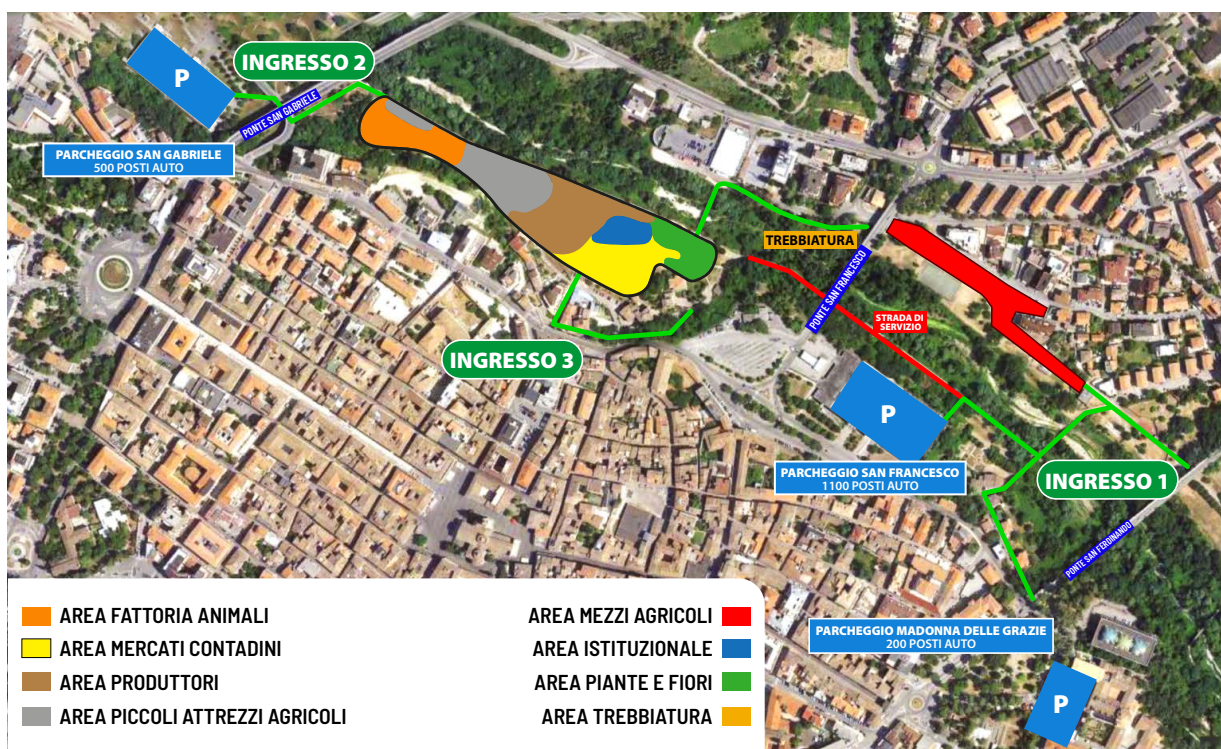 P
INGRESSO 2
PONTE SAN GABRIELE
PARCHEGGIO SAN GABRIELE
500 POSTI AUTO
TREBBIATURA
PONTE SAN FRANCESCO
STRADA DI
SERVIZIO
INGRESSO 3
P
PARCHEGGIO SAN FRANCESCO
1100 POSTI AUTO
INGRESSO 1
PONTE SAN FERDINANDO
PARCHEGGIO MADONNA DELLE GRAZIE
200 POSTI AUTO
P
AREA FATTORIA ANIMALI
AREA MERCATI CONTADINI
AREA PRODUTTORI
AREA PICCOLI ATTREZZI AGRICOLI
AREA MEZZI AGRICOLI
AREA ISTITUZIONALE
AREA PIANTE E FIORI
AREA TREBBIATURA